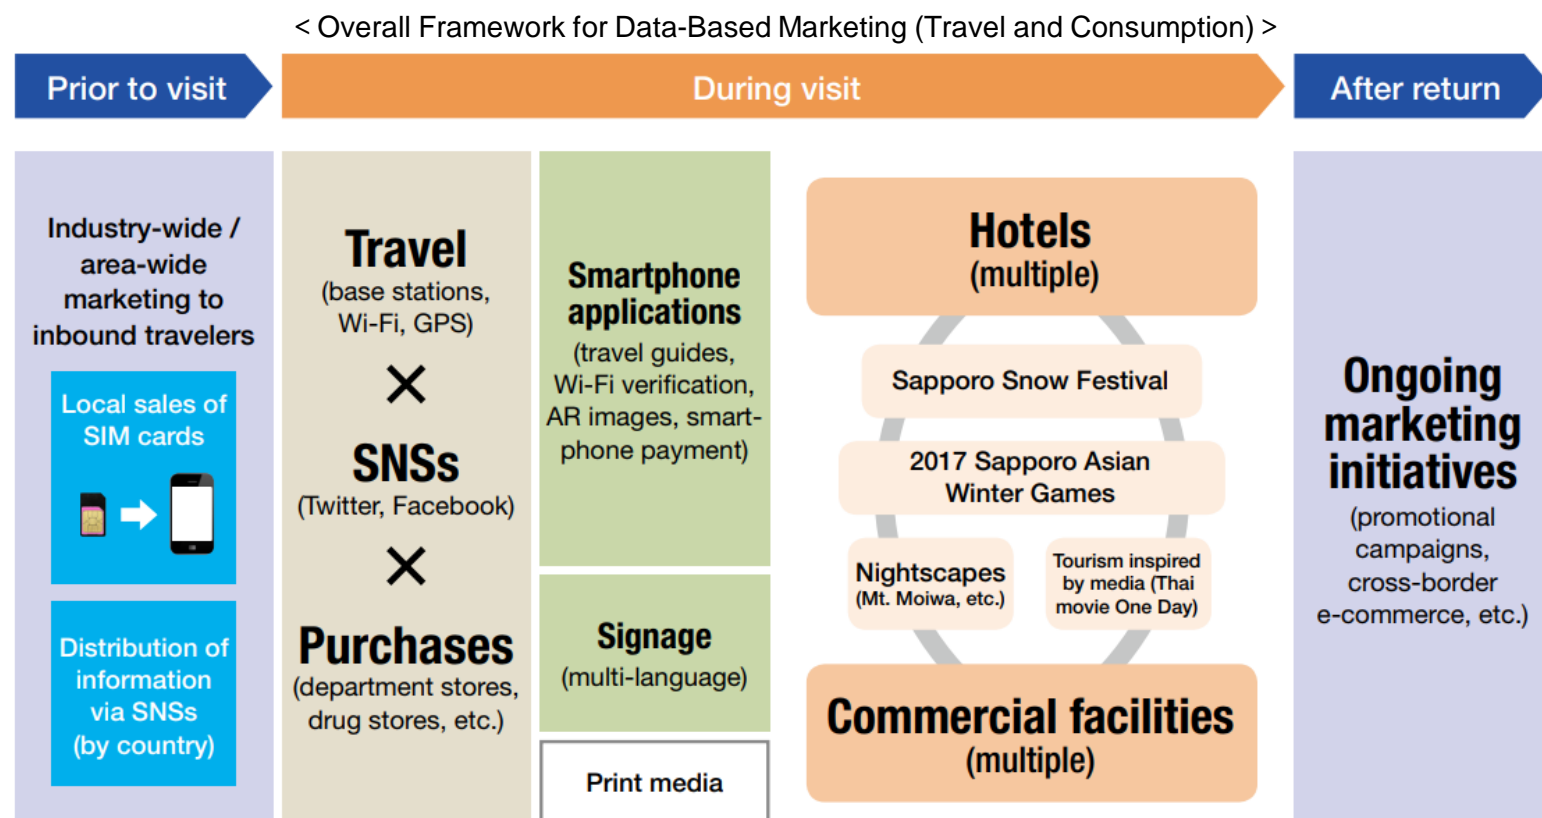 < Overall Framework for Data-Based Marketing (Travel and Consumption) >
Prior to visit
During visit
After return
Industry-wide /
area-wide
marketing to
inbound travelers
Local sales of
SIM cards
Distribution of
information
via SNSs
(by country)
Travel
(base stations,
Wi-Fi, GPS)
×
SNSs
(Twitter, Facebook)
×
Purchases
(department stores,
drug stores, etc.)
Smartphone
applications
(travel guides,
Wi-Fi verification,
AR images, smart-
phone payment)
Signage
(multi-language)
Print media
Hotels
(multiple)
Sapporo Snow Festival
2017 Sapporo Asian
Winter Games
Nightscapes
(Mt. Moiwa, etc.)
Tourism inspired
by media (Thai
movie One Day)
Commercial facilities
(multiple)
Ongoing
marketing
initiatives
(promotional
campaigns,
cross-border
e-commerce, etc.)